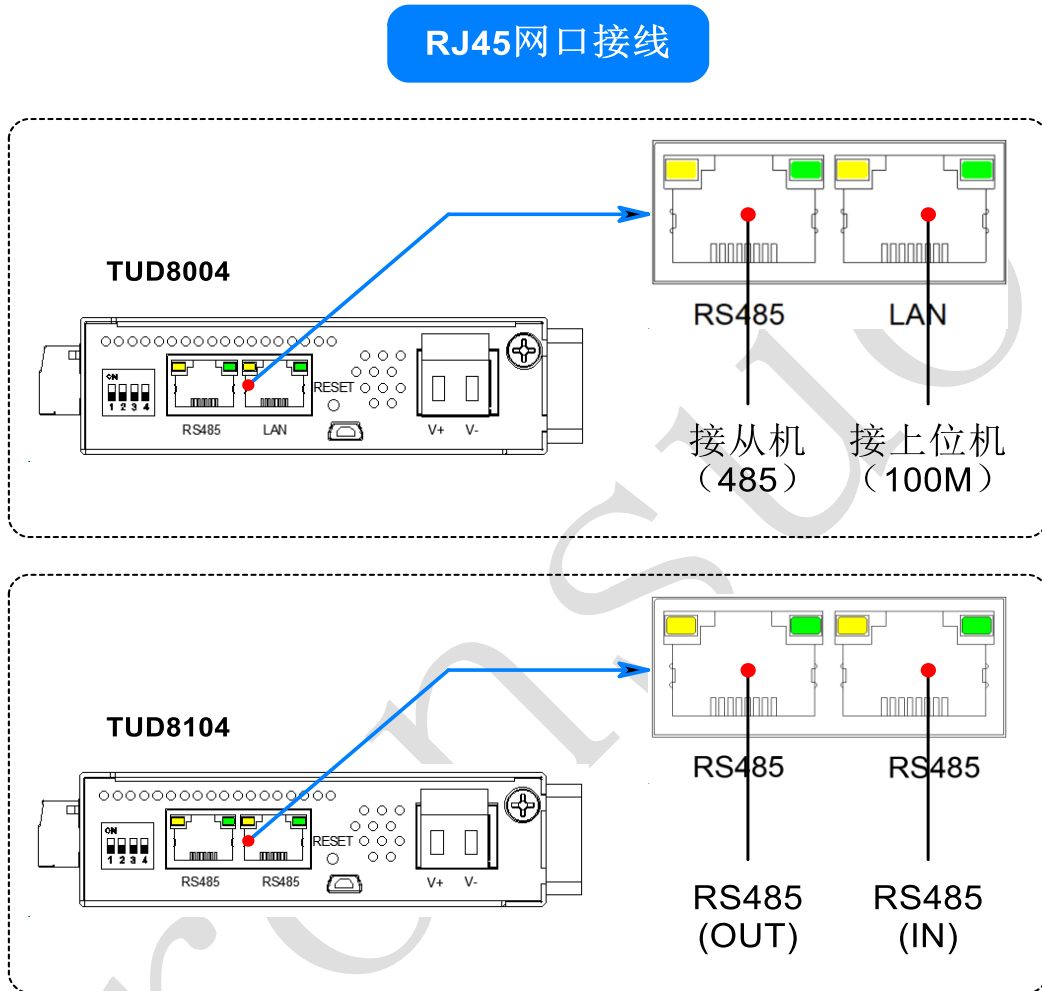 RJ45网口接线
TUD8004
RS485
LAN
ON
1 2 3 4
RS485
LAN
RESET
V+
V-
接从机
（485）
接上位机
（100M）
TUD8104
RS485
RS485
ON
1 2 3 4
RS485
RS485
RESET
V+
V-
RS485
(OUT)
RS485
(IN)